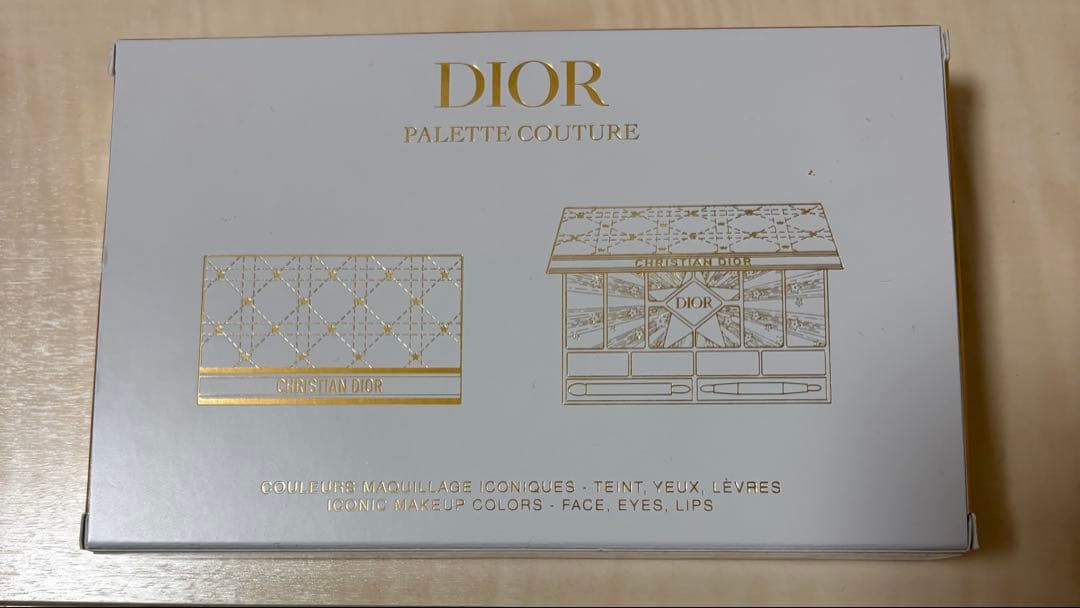 DIOR
PALETTE COUTURE
CHRISTIAN DIOR
DIOR
CHRISTIAN DIOR
COULEURS MAQUILLAGE ICONIQUES - TEINT, YEUX, LÈVRES
ICONIC MAKEUP COLORS - FACE, EYES, LIPS